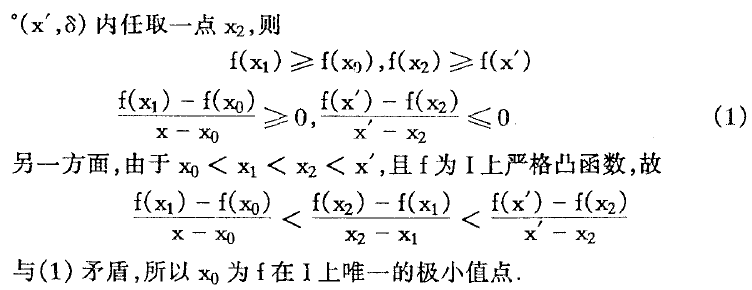 °(x′,δ) 内任取一点 x₂,则
f(x₁) ⩾ f(x₀), f(x₂) ⩾ f(x′)
(f(x₁) − f(x₀))/(x − x₀) ⩾ 0, (f(x′) − f(x₂))/(x′ − x₂) ⩽ 0. (1)
另一方面,由于 x₀ < x₁ < x₂ < x′,且 f 为 I 上严格凸函数,故
(f(x₁) − f(x₀))/(x − x₀) < (f(x₂) − f(x₁))/(x₂ − x₁) < (f(x′) − f(x₂))/(x′ − x₂)
与(1) 矛盾,所以 x₀ 为 f 在 I 上唯一的极小值点.